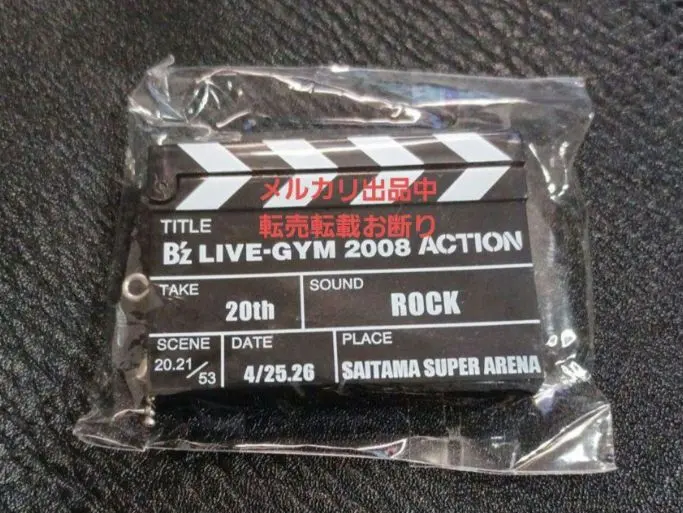 メルカリ出品中
転売転載お断り
TITLE
B'z LIVE-GYM 2008 ACTION
TAKE
20th
SOUND
ROCK
SCENE
20.21/53
DATE
4/25.26
PLACE
SAITAMA SUPER ARENA